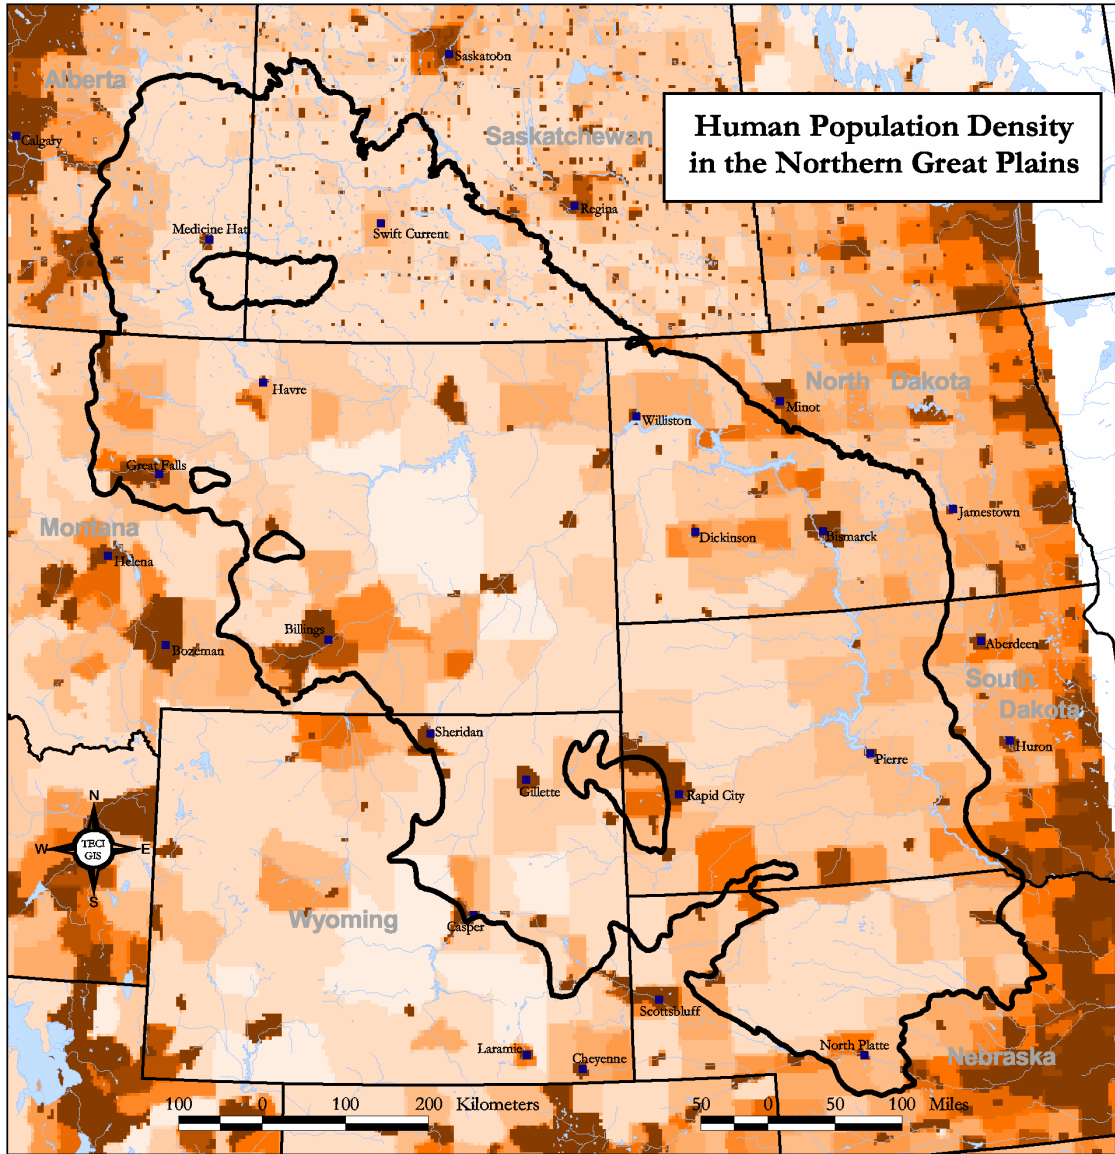 Saskatoon
Alberta
Human Population Density
in the Northern Great Plains
Calgary
Saskatchewan
Regina
Medicine Hat
Swift Current
Havre
North Dakota
Minot
Williston
Great Falls
Jamestown
Montana
Dickinson
Bismarck
Helena
Billings
Bozeman
Aberdeen
South
Dakota
Sheridan
Huron
Pierre
Gillette
Rapid City
N
W
TECI
GIS
E
S
Wyoming
Casper
Scottsbluff
Laramie
North Platte
Nebraska
Cheyenne
100 0 100 200 Kilometers
50 0 50 100 Miles